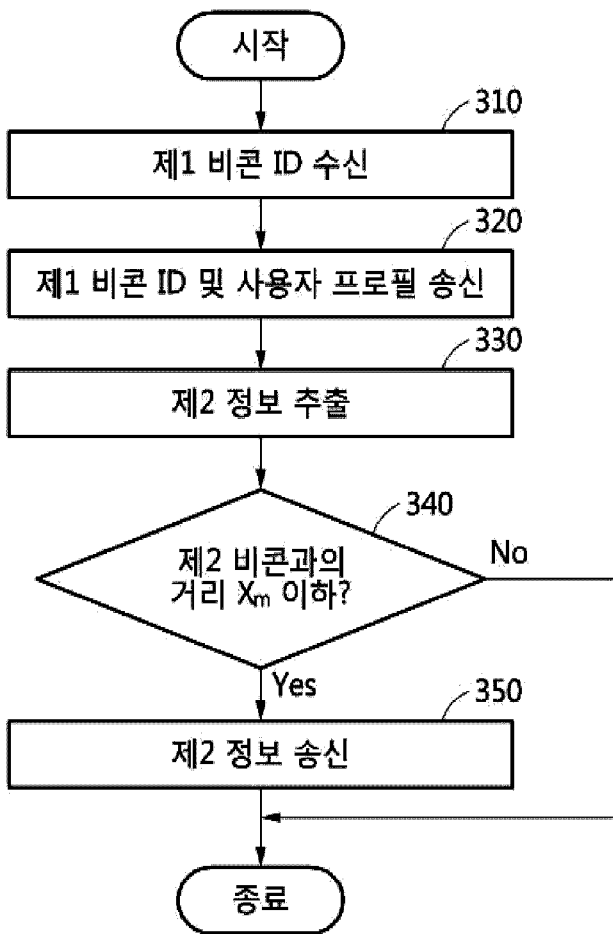 시작
310
제1 비콘 ID 수신
320
제1 비콘 ID 및 사용자 프로필 송신
330
제2 정보 추출
340
제2 비콘과의
거리 Xm 이하?
No
Yes
350
제2 정보 송신
종료